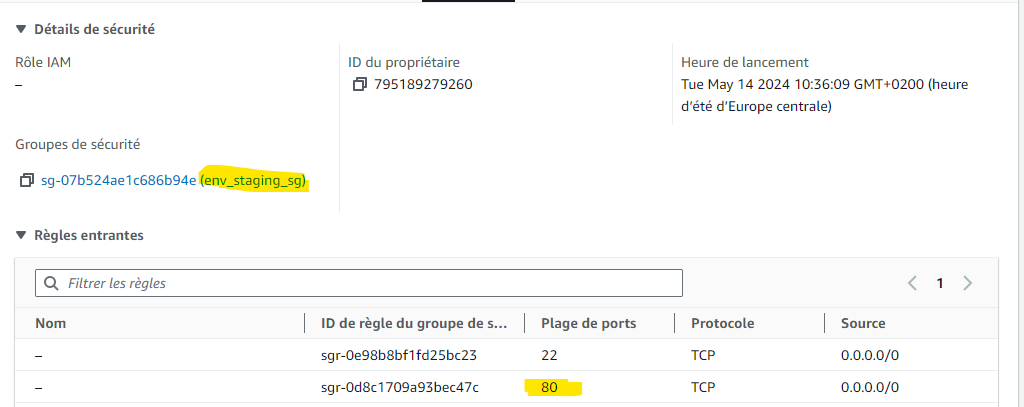 ▼ Détails de sécurité
Rôle IAM
–
ID du propriétaire
795189279260
Heure de lancement
Tue May 14 2024 10:36:09 GMT+0200 (heure
d'été d'Europe centrale)
Groupes de sécurité
sg-07b524ae1c686b94e (env_staging_sg)
▼ Règles entrantes
Filtrer les règles
1
Nom ID de règle du groupe de s... Plage de ports Protocole Source
– sgr-0e98b8bf1fd25bc23 22 TCP 0.0.0.0/0
– sgr-0d8c1709a93bec47c 80 TCP 0.0.0.0/0